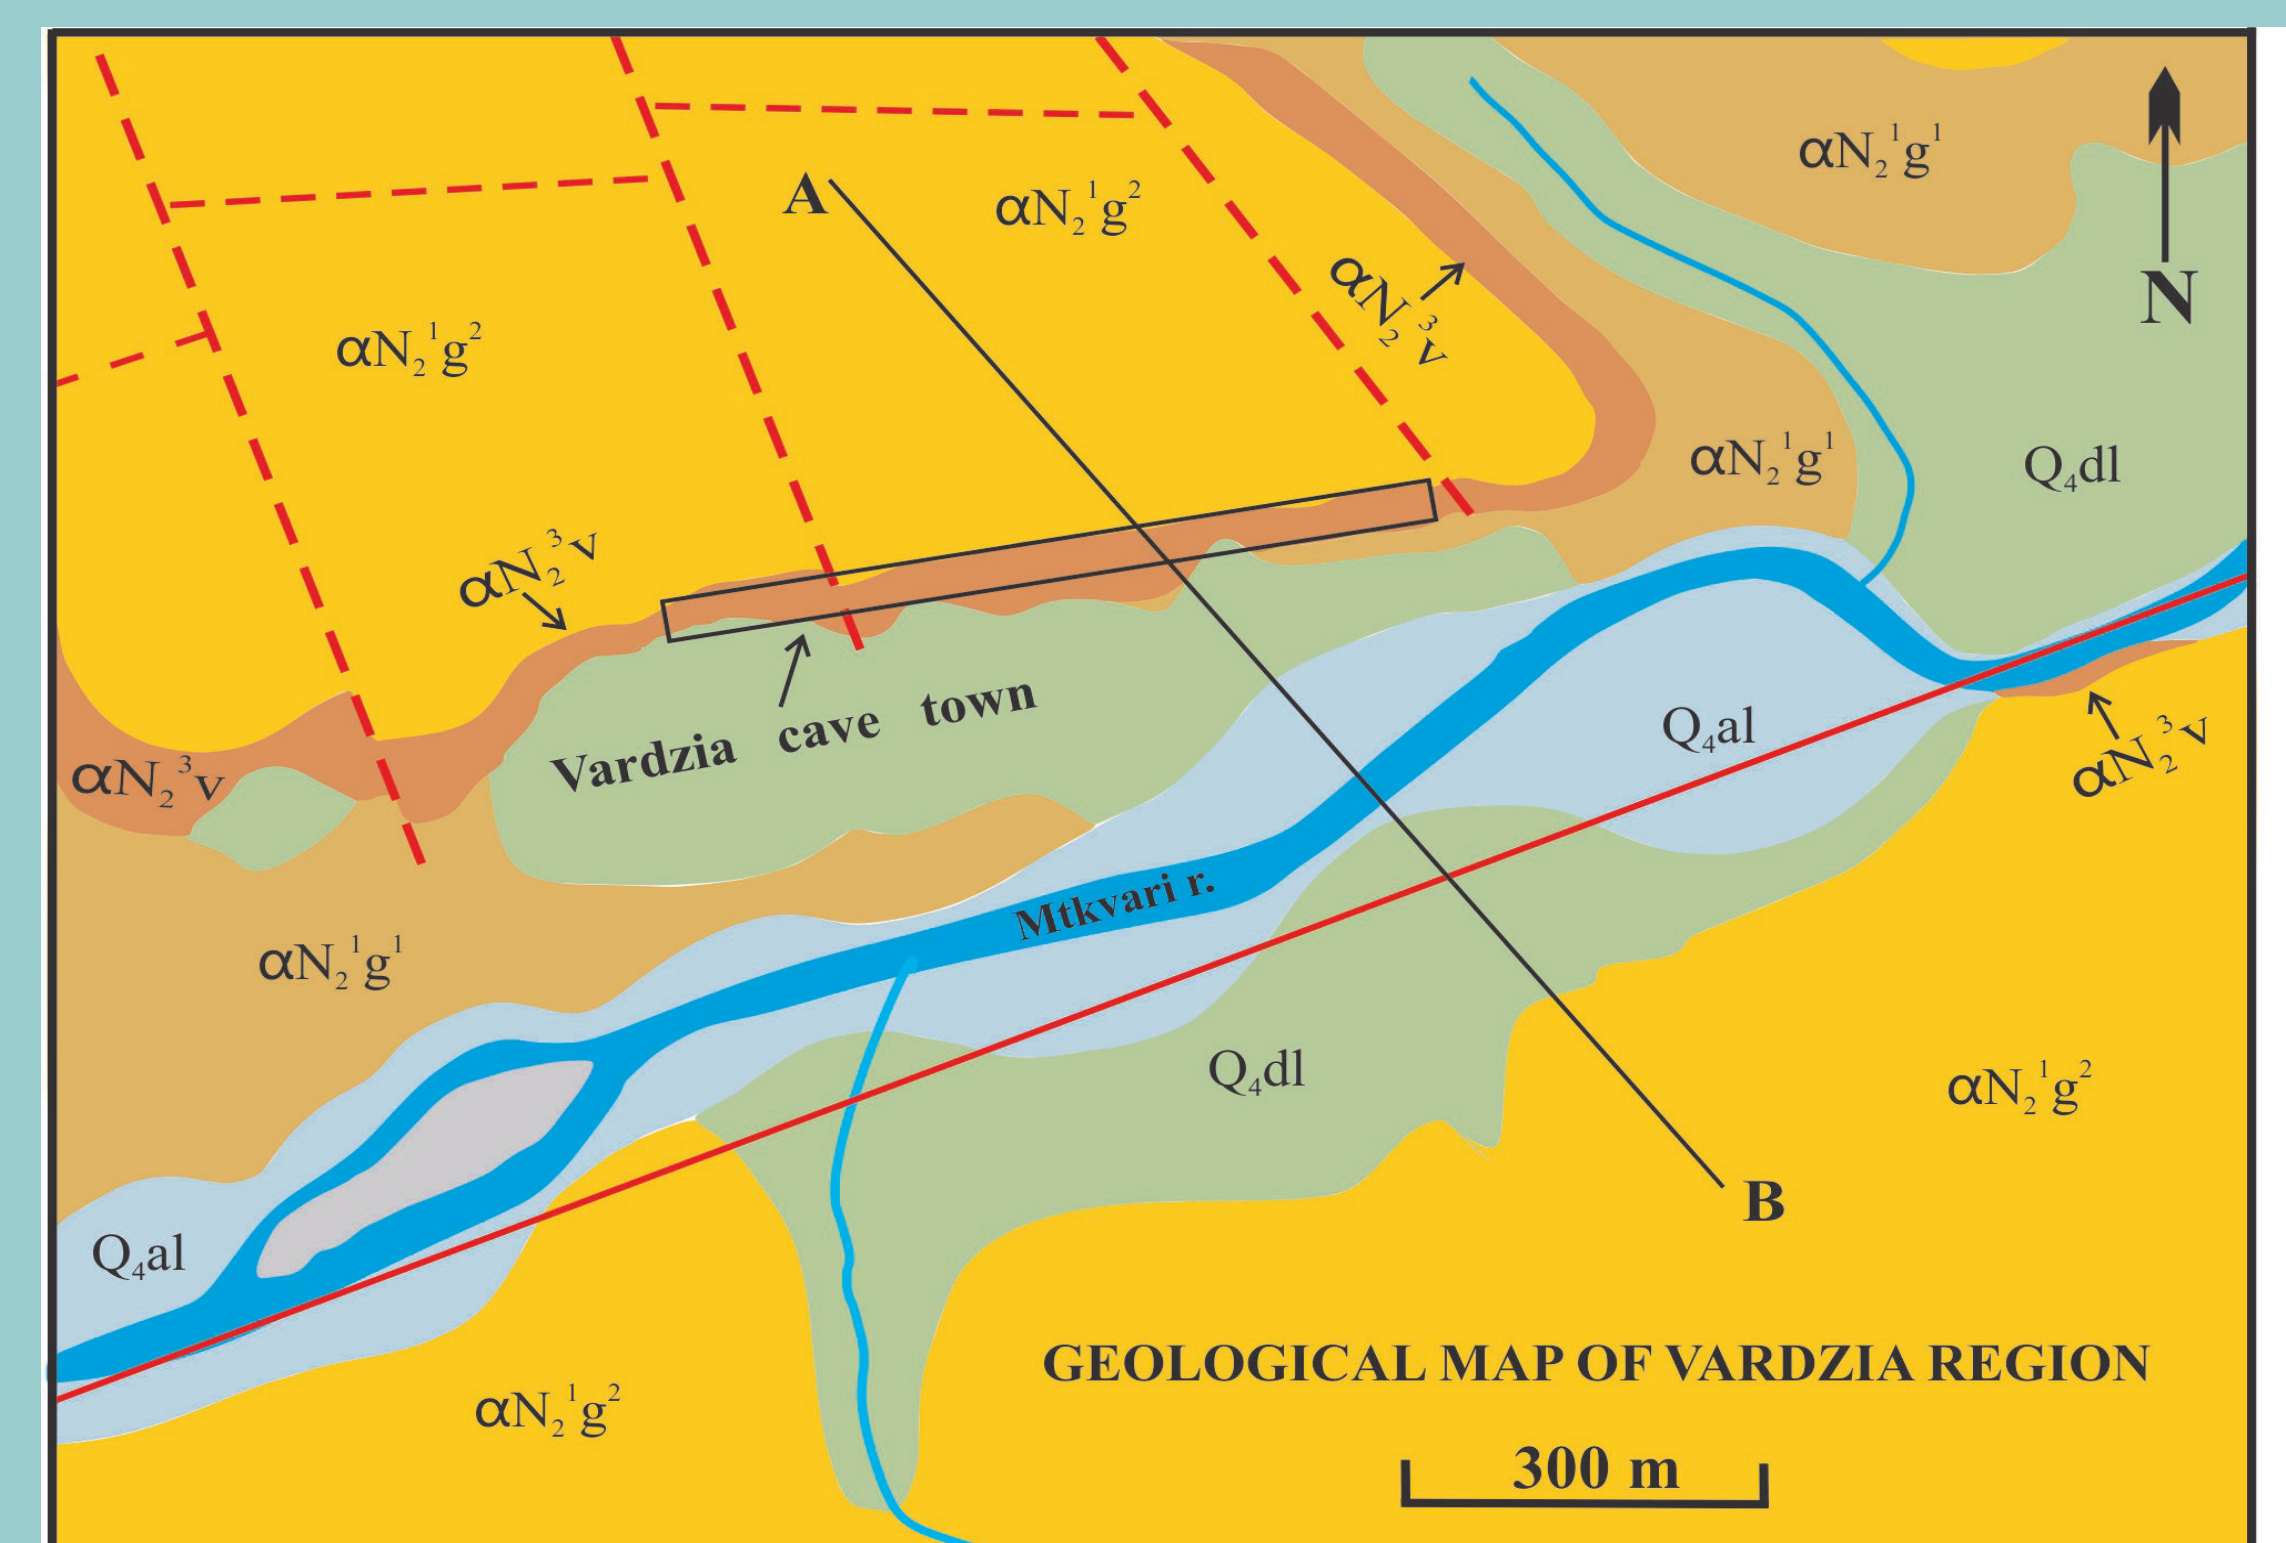 αN₂¹g¹
A
αN₂¹g²
N
αN₂³v
αN₂¹g²
αN₂¹g¹
Q₄dl
αN₂³v
Vardzia cave town
Q₄al
αN₂³v
αN₂³v
Mtkvari r.
αN₂¹g¹
Q₄dl
αN₂¹g²
B
Q₄al
GEOLOGICAL MAP OF VARDZIA REGION
αN₂¹g²
300 m